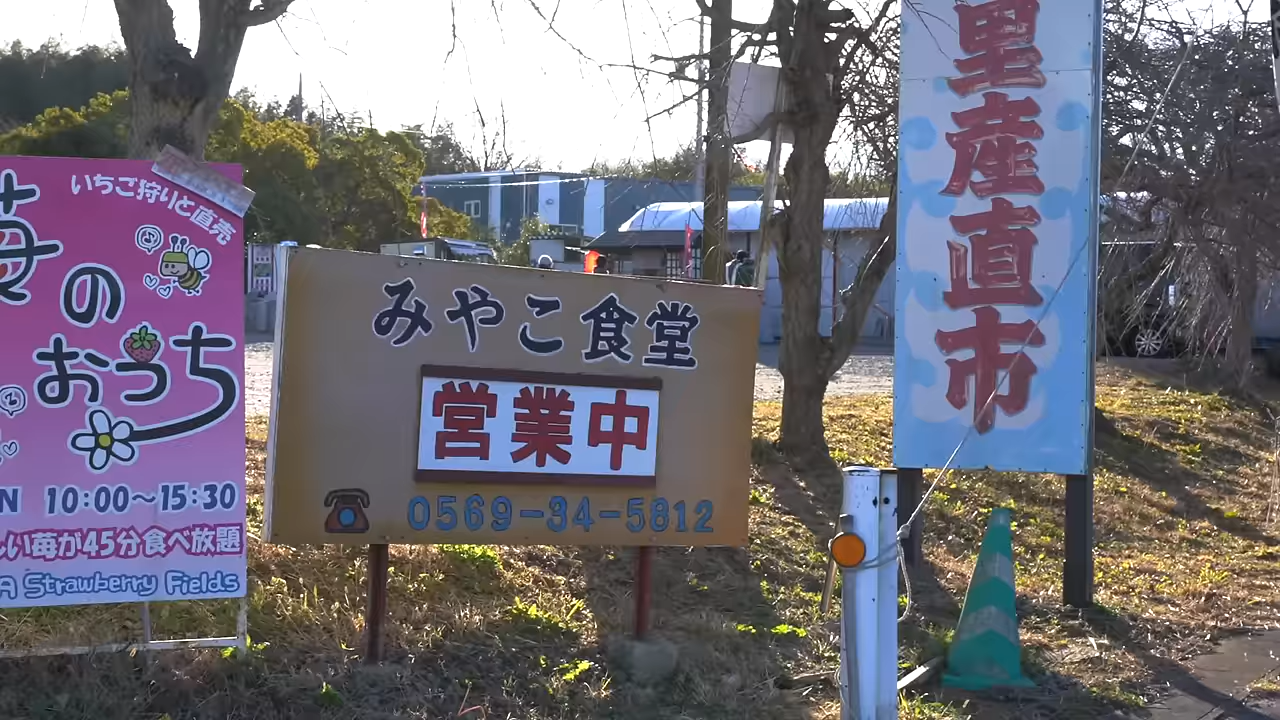 いちご狩りと直売
苺の
おうち
10:00〜15:30
い苺が45分食べ放題
A Strawberry Fields
みやこ食堂
営業中
0569-34-5812
里産直市